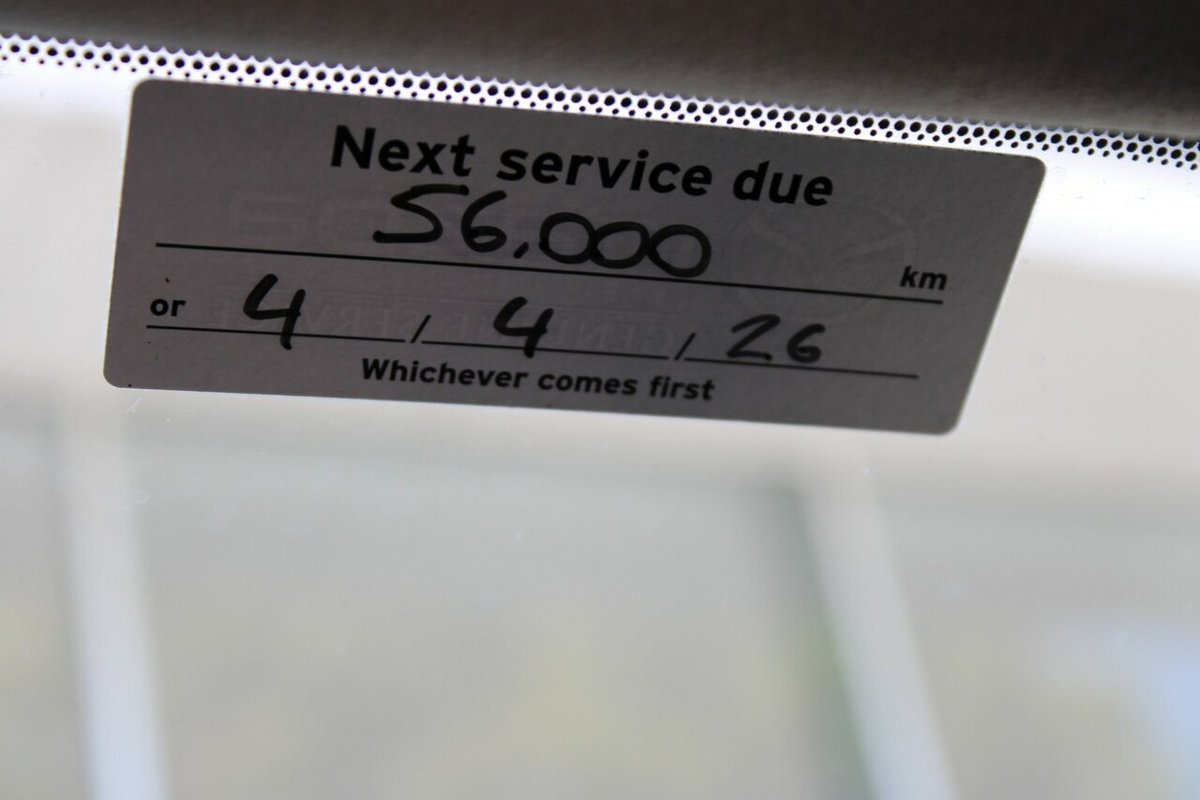 Next service due
56,000 km
or 4 / 4 / 26
Whichever comes first